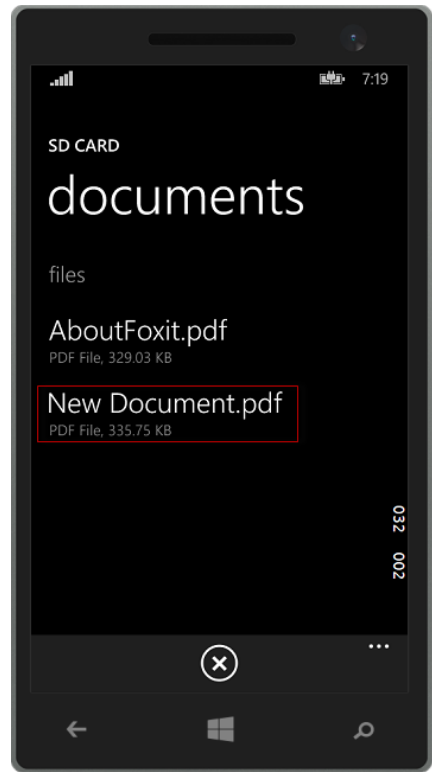 7:19
SD CARD
documents
files
AboutFoxit.pdf
PDF File, 329.03 KB
New Document.pdf
PDF File, 335.75 KB
032
002